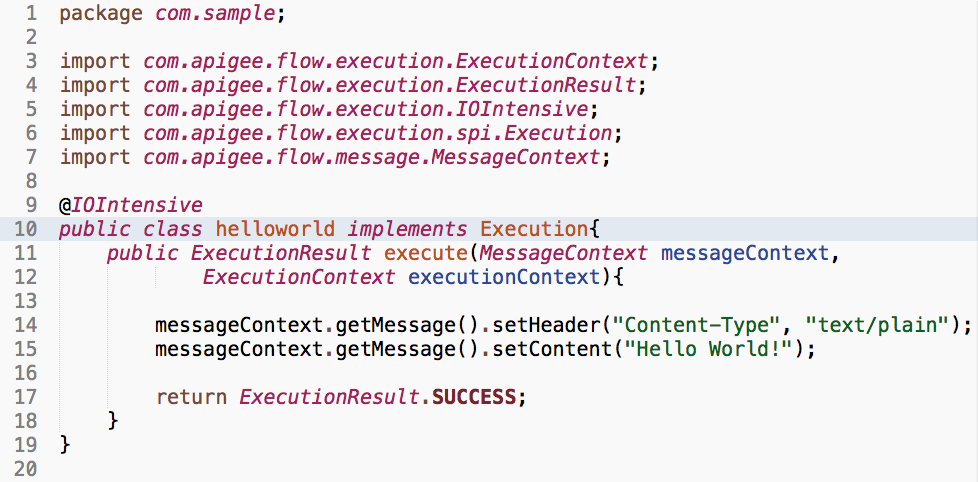 1 package com.sample;
2
3 import com.apigee.flow.execution.ExecutionContext;
4 import com.apigee.flow.execution.ExecutionResult;
5 import com.apigee.flow.execution.IOIntensive;
6 import com.apigee.flow.execution.spi.Execution;
7 import com.apigee.flow.message.MessageContext;
8
9 @IOIntensive
10 public class helloworld implements Execution{
11     public ExecutionResult execute(MessageContext messageContext,
12             ExecutionContext executionContext){
13
14         messageContext.getMessage().setHeader("Content-Type", "text/plain");
15         messageContext.getMessage().setContent("Hello World!");
16
17         return ExecutionResult.SUCCESS;
18     }
19 }
20